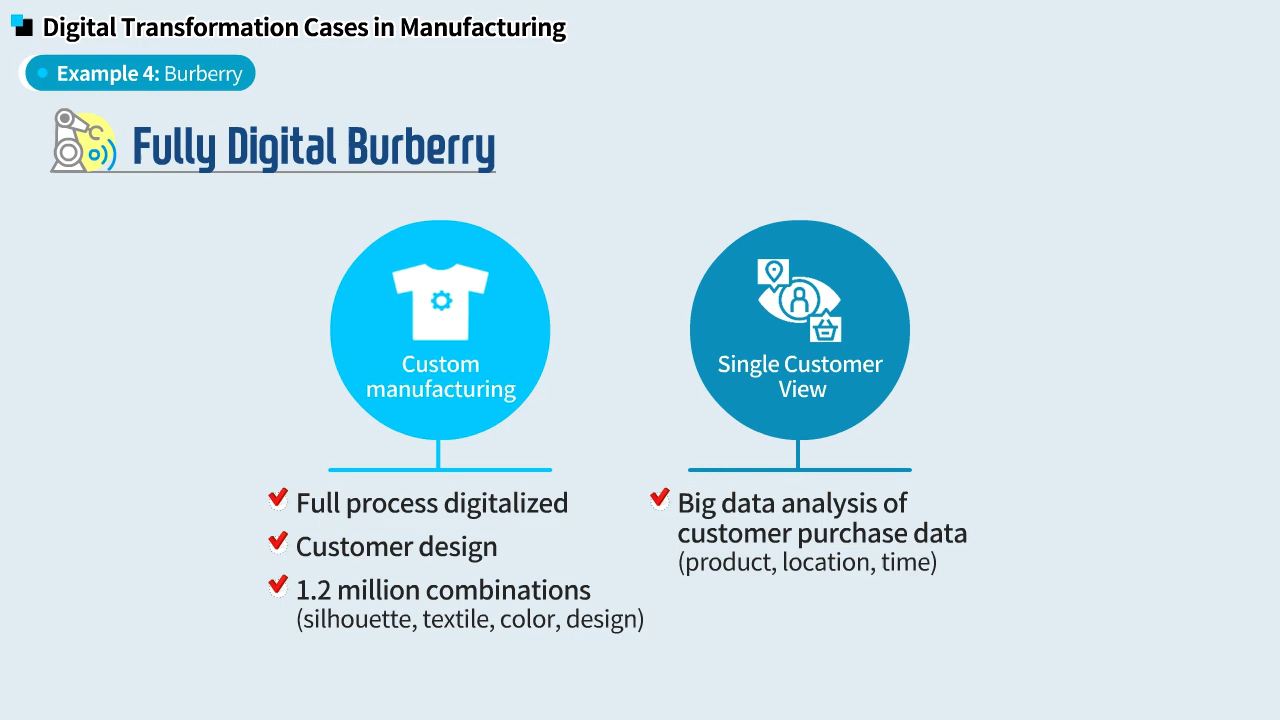 Digital Transformation Cases in Manufacturing
Example 4: Burberry
Fully Digital Burberry
Custom
manufacturing
Full process digitalized
Customer design
1.2 million combinations
(silhouette, textile, color, design)
Single Customer
View
Big data analysis of
customer purchase data
(product, location, time)